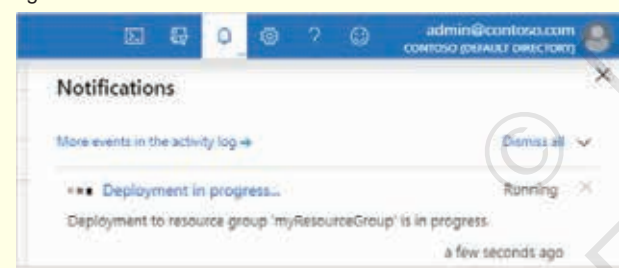 admin@contoso.com
CONTOSO (DEFAULT DIRECTORY)
Notifications
More events in the activity log →
Dismiss all
Deployment in progress...
Running
Deployment to resource group 'myResourceGroup' is in progress.
a few seconds ago